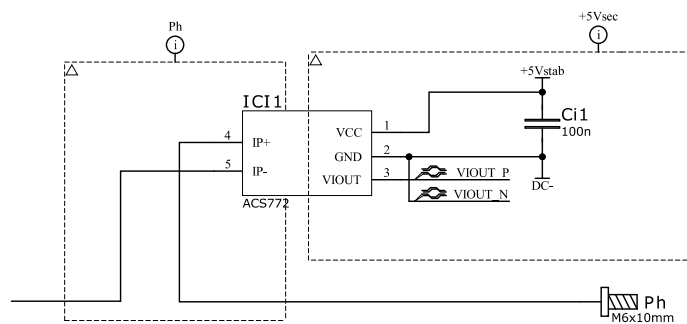 Ph
i
+5Vsec
i
+5Vstab
ICI1
4 IP+
5 IP-
VCC 1
GND 2
VIOUT 3
ACS772
Ci1
100n
VIOUT_P
VIOUT_N
DC-
Ph
M6x10mm